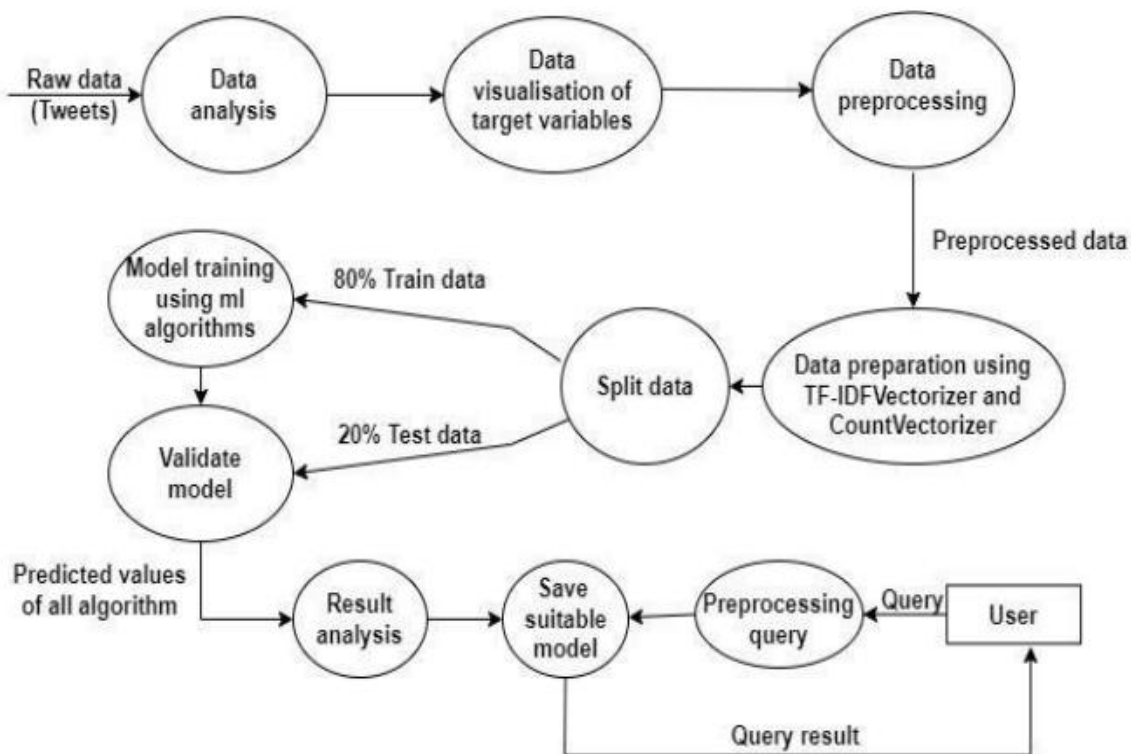 Raw data
(Tweets)
Data
analysis
Data
visualisation of
target variables
Data
preprocessing
Preprocessed data
Data preparation using
TF-IDFVectorizer and
CountVectorizer
Split data
80% Train data
20% Test data
Model training
using ml
algorithms
Validate
model
Predicted values
of all algorithm
Result
analysis
Save
suitable
model
Preprocessing
query
Query
User
Query result